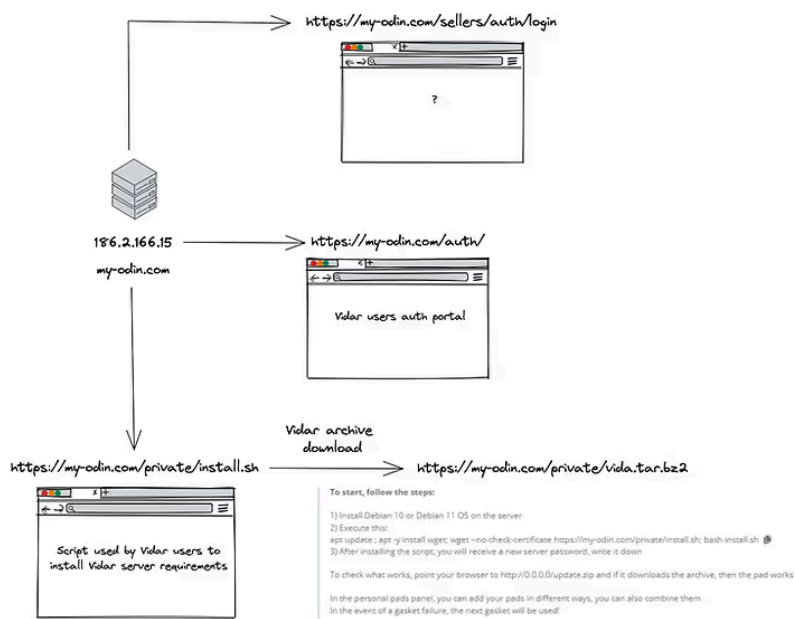 https://my-odin.com/sellers/auth/login
?
186.2.166.15
my-odin.com
https://my-odin.com/auth/
Vidar users auth portal
Vidar archive
download
https://my-odin.com/private/install.sh
https://my-odin.com/private/vida.tar.bz2
Script used by Vidar users to
install Vidar server requirements
To start, follow the steps:
1) Install Debian 10 or Debian 11 OS on the server
2) Execute this:
apt update ; apt -y install wget; wget --no-check-certificate https://my-odin.com/private/install.sh; bash install.sh
3) After installing the script, you will receive a new server password, write it down
To check what works, point your browser to http://0.0.0.0/update.zip and if it downloads the archive, then the pad works
In the personal pads panel, you can add your pads in different ways, you can also combine them
In the event of a gasket failure, the next gasket will be used!